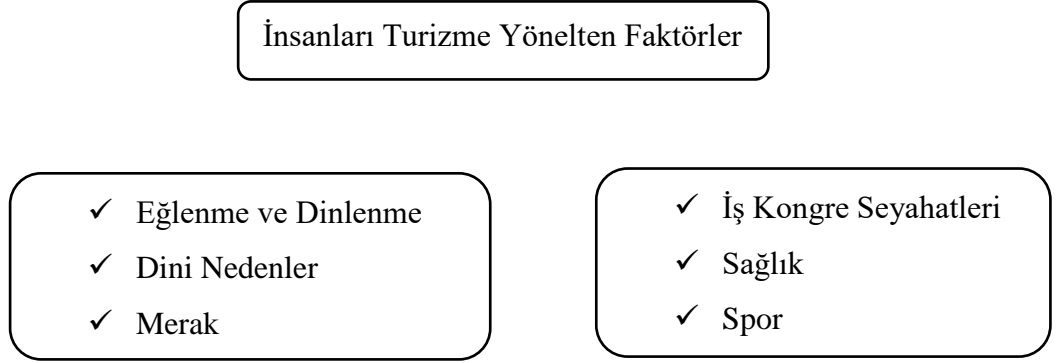 İnsanları Turizme Yönelten Faktörler
✓ Eğlenme ve Dinlenme
✓ Dini Nedenler
✓ Merak
✓ İş Kongre Seyahatleri
✓ Sağlık
✓ Spor